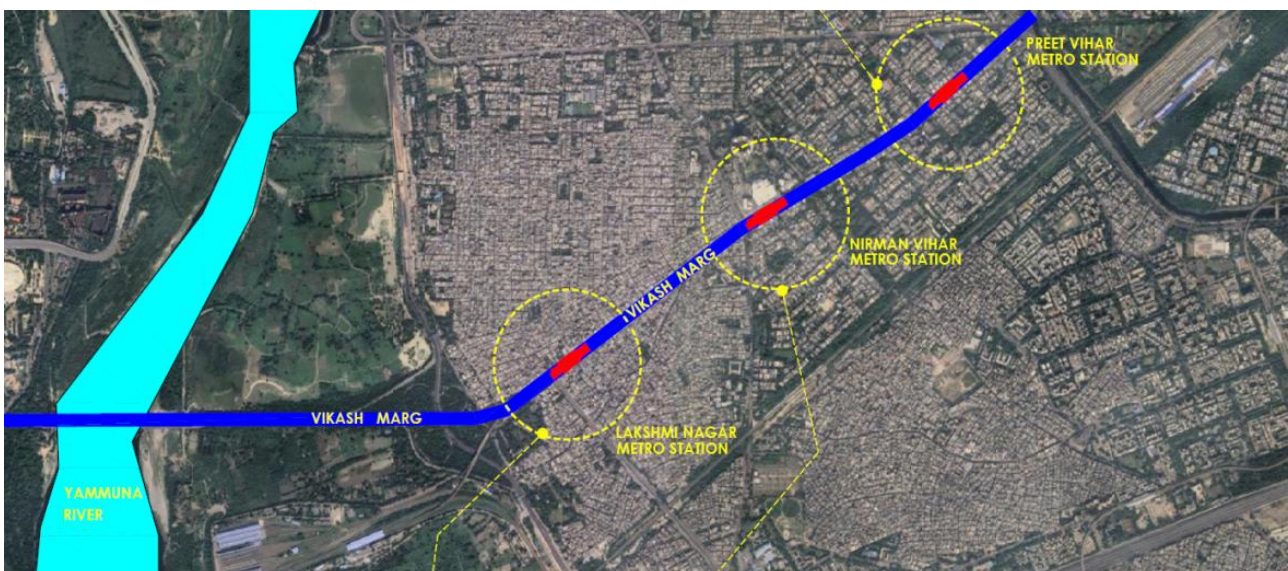 PREET VIHAR
METRO STATION
NIRMAN VIHAR
METRO STATION
VIKASH MARG
LAKSHMI NAGAR
METRO STATION
VIKASH MARG
YAMMUNA
RIVER